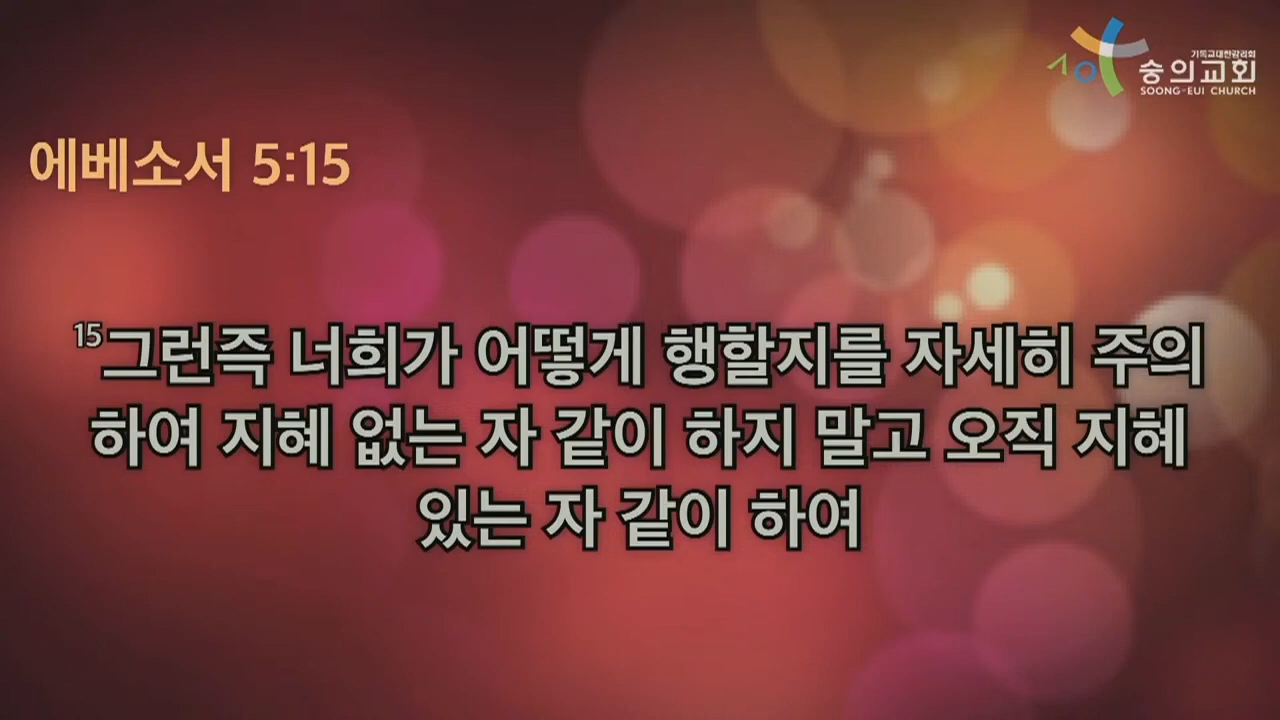 기독교대한감리회
숭의교회
SOONG-EUI CHURCH
에베소서 5:15
15그런즉 너희가 어떻게 행할지를 자세히 주의
하여 지혜 없는 자 같이 하지 말고 오직 지혜
있는 자 같이 하여